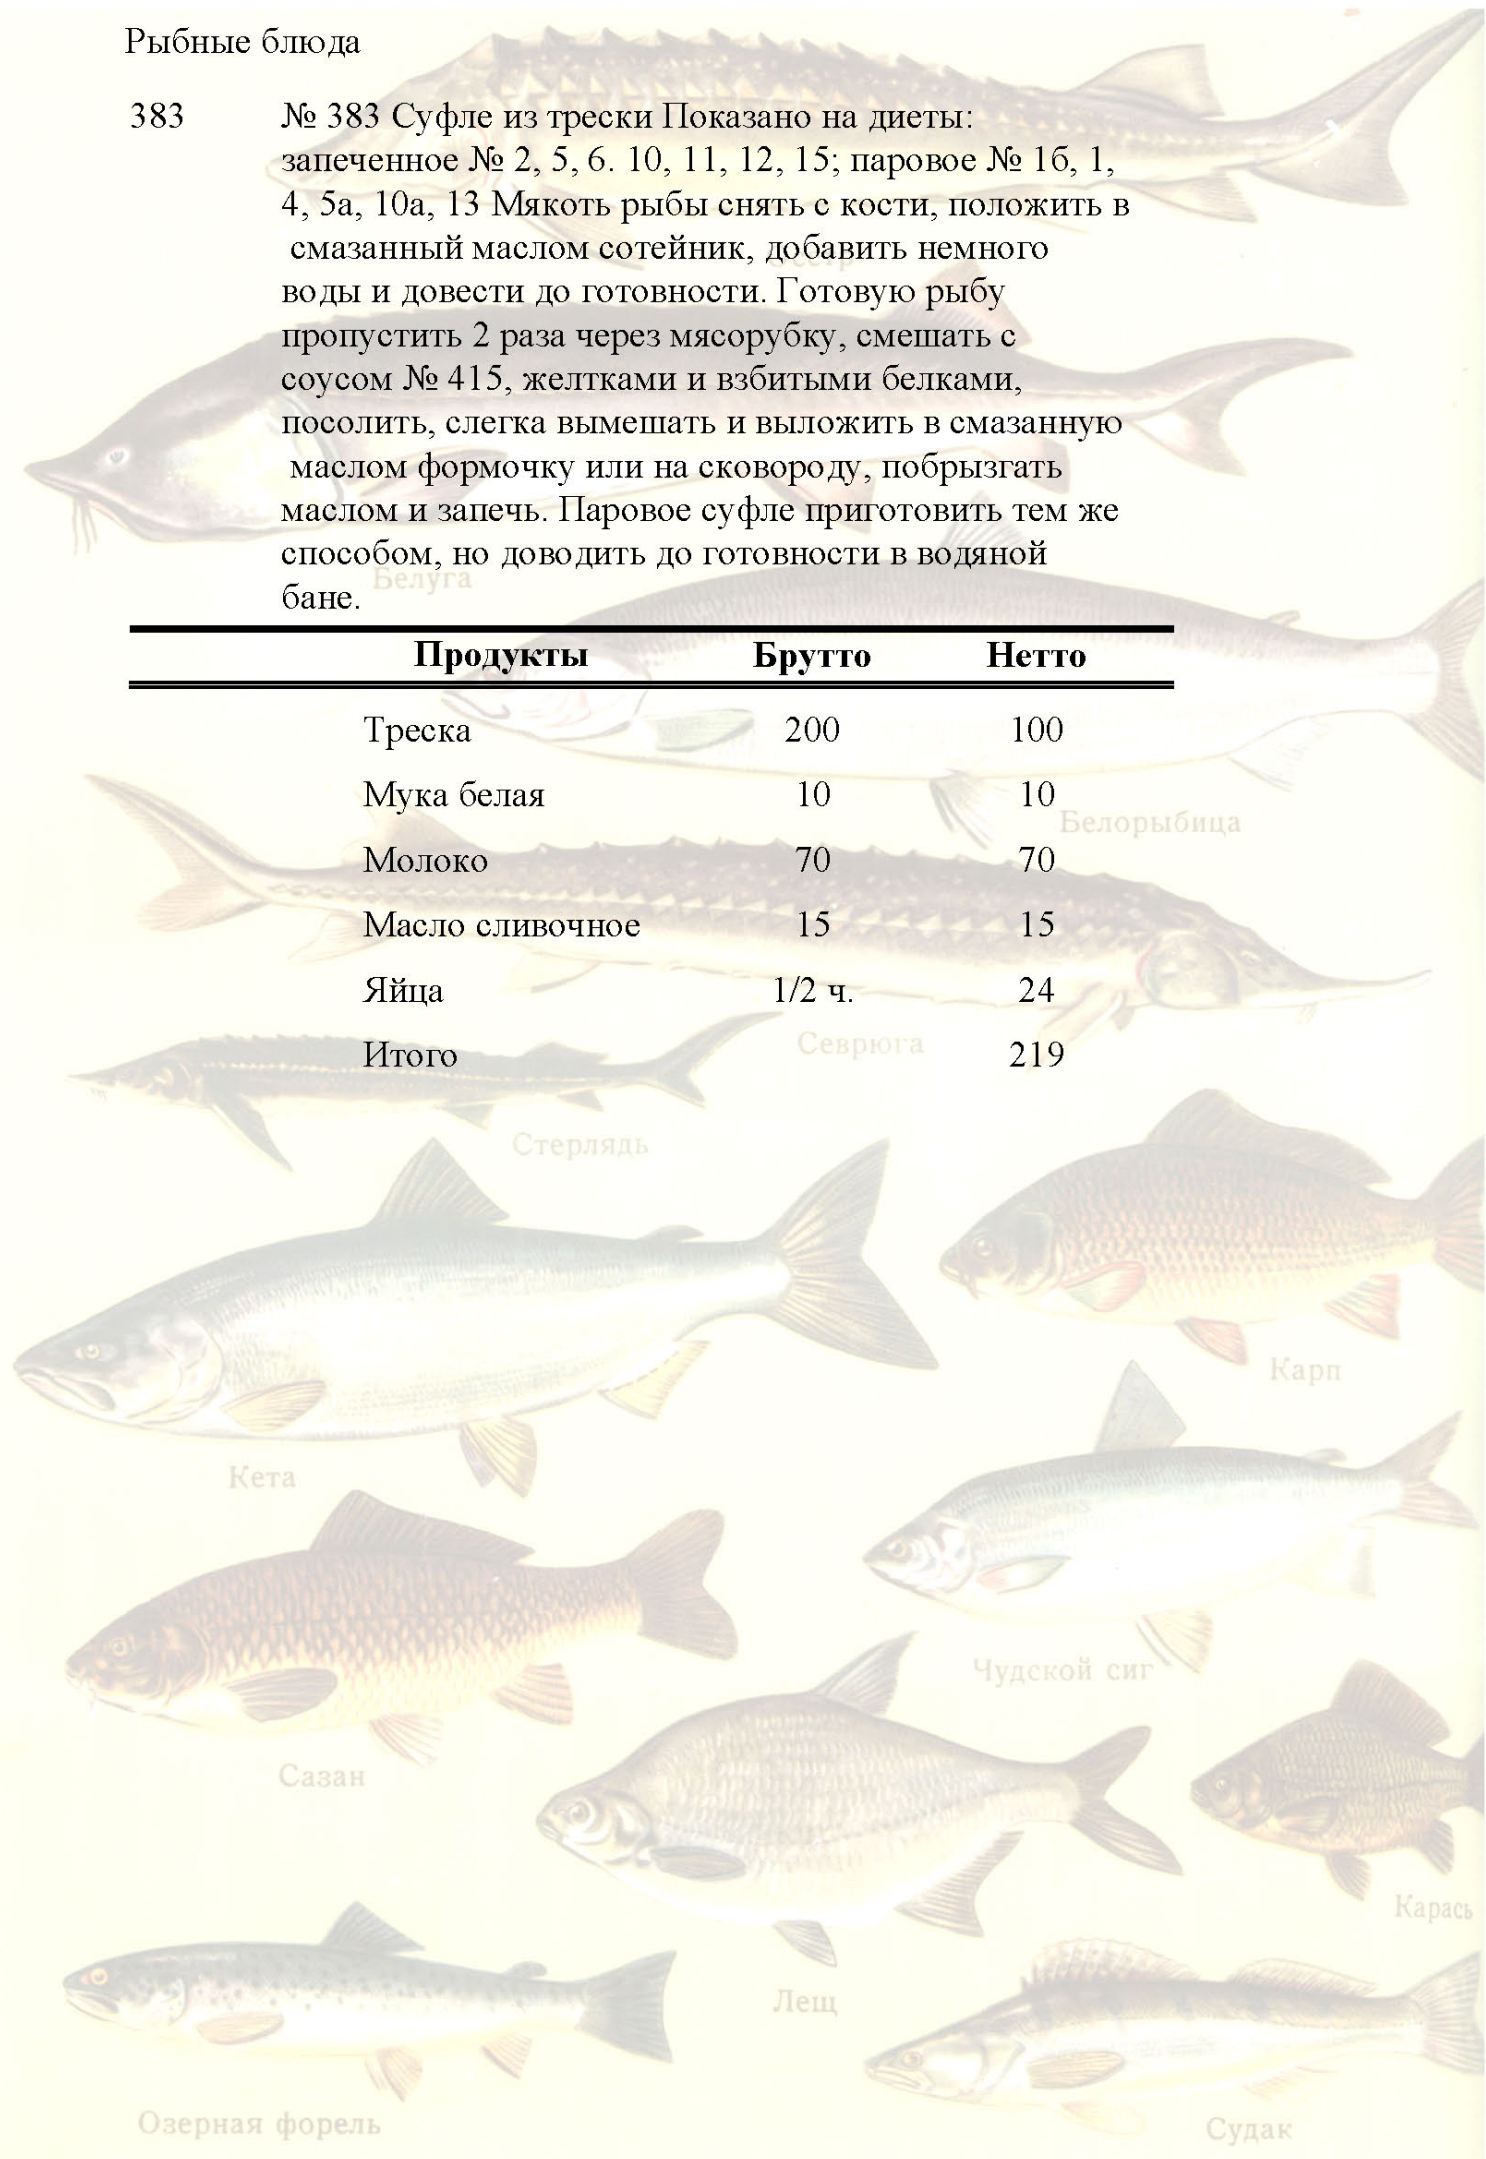 Рыбные блюда
383 № 383 Суфле из трески Показано на диеты:
запеченное № 2, 5, 6. 10, 11, 12, 15; паровое № 1б, 1,
4, 5а, 10а, 13 Мякоть рыбы снять с кости, положить в
смазанный маслом сотейник, добавить немного
воды и довести до готовности. Готовую рыбу
пропустить 2 раза через мясорубку, смешать с
соусом № 415, желтками и взбитыми белками,
посолить, слегка вымешать и выложить в смазанную
маслом формочку или на сковороду, побрызгать
маслом и запечь. Паровое суфле приготовить тем же
способом, но доводить до готовности в водяной
Белуга
бане.
Продукты Брутто Нетто
Треска 200 100
Мука белая 10 10
Белорыбица
Молоко 70 70
Масло сливочное 15 15
Яйца 1/2 ч. 24
Севрюга
Итого 219
Стерлядь
Карп
Кета
Чудской сиг
Сазан
Карась
Лещ
Озерная форель
Судак